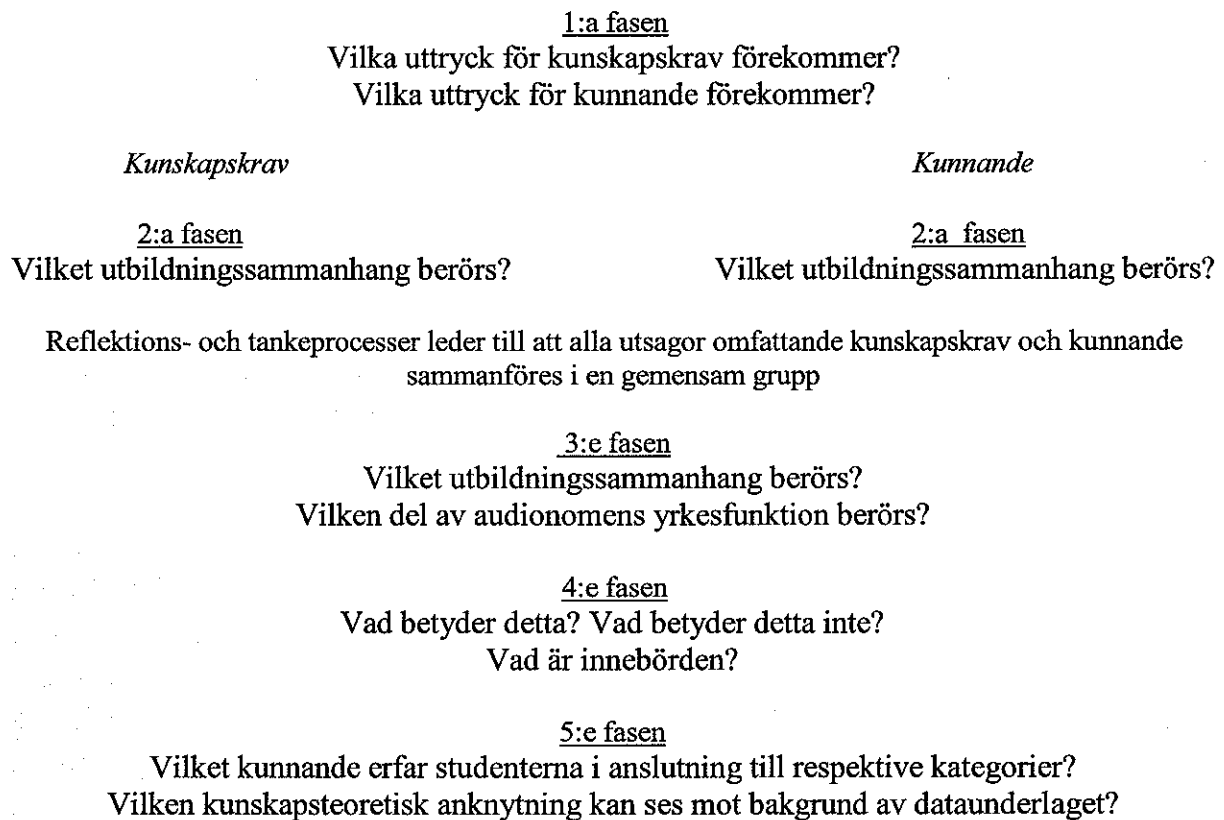 1:a fasen
Vilka uttryck för kunskapskrav förekommer?
Vilka uttryck för kunnande förekommer?
Kunskapskrav
Kunnande
2:a fasen
2:a fasen
Vilket utbildningssammanhang berörs?
Vilket utbildningssammanhang berörs?
Reflektions- och tankeprocesser leder till att alla utsagor omfattande kunskapskrav och kunnande
sammanföres i en gemensam grupp
3:e fasen
Vilket utbildningssammanhang berörs?
Vilken del av audionomens yrkesfunktion berörs?
4:e fasen
Vad betyder detta? Vad betyder detta inte?
Vad är innebörden?
5:e fasen
Vilket kunnande erfar studenterna i anslutning till respektive kategorier?
Vilken kunskapsteoretisk anknytning kan ses mot bakgrund av dataunderlaget?